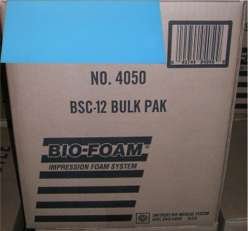 NO. 4050
BSC-12 BULK PAK
BIO-FOAM®
IMPRESSION FOAM SYSTEM